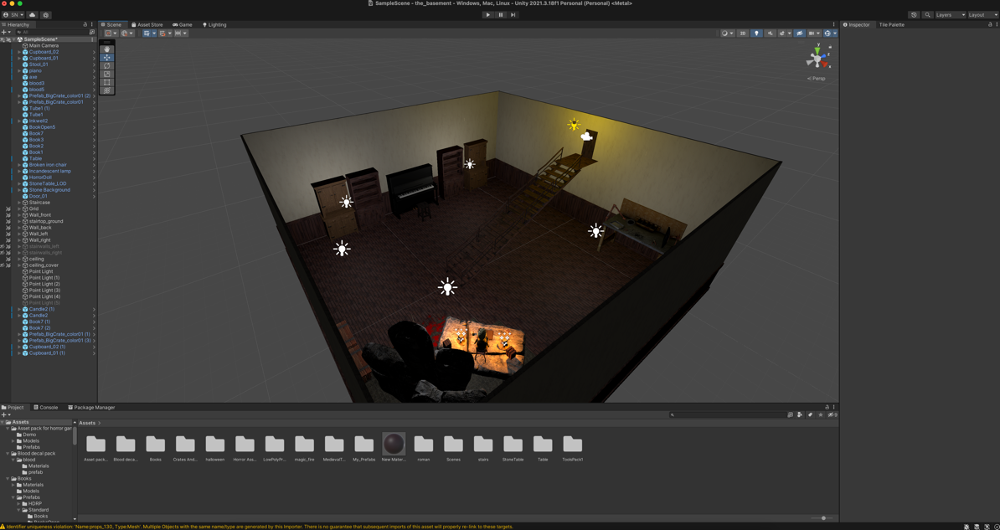 SampleScene - the_basement - Windows, Mac, Linux - Unity 2021.3.18f1 Personal (Personal) <Metal>
SN
Layers
Layout
Hierarchy
Scene
Asset Store
Game
Lighting
Inspector
Tile Palette
All
SampleScene*
Main Camera
Cupboard_02
Cupboard_01
Stool_01
piano
axe
blood3
blood5
Prefab_BigCrate_color01 (2)
Prefab_BigCrate_color01
Tube1 (1)
Tube1
Inkwell2
BookOpen5
Book7
Book3
Book2
Book1
Table
Broken iron chair
Incandescent lamp
HorrorDoll
StoneTable_LOD
Stone Background
Door_01
Staircase
Grid
Wall_front
stairtop_ground
Wall_back
Wall_left
Wall_right
stairwalls_left
stairwalls_right
ceiling
ceiling_cover
Point Light
Point Light (1)
Point Light (2)
Point Light (3)
Point Light (4)
Point Light (5)
Candle2 (1)
Candle2
Book7 (1)
Book7 (2)
Prefab_BigCrate_color01 (1)
Prefab_BigCrate_color01 (3)
Cupboard_02 (1)
Cupboard_01 (1)
2D
y
z
x
< Persp
Project
Console
Package Manager
Assets
Asset pack for horror gar
Demo
Models
Prefabs
Blood decal pack
blood
Materials
prefab
Books
Materials
Models
Prefabs
HDRP
Standard
Books
Assets >
Asset pack...
Blood deca...
Books
Crates And...
halloween
Horror Ass...
LowPolyPr...
magic_fire
MedievalT...
My_Prefabs
New Mater...
roman
Scenes
stairs
StoneTable
Table
ToolsPack1
Identifier uniqueness violation: 'Name:props_130, Type:Mesh'. Multiple Objects with the same name/type are generated by this Importer. There is no guarantee that subsequent imports of this asset will properly re-link to these targets.